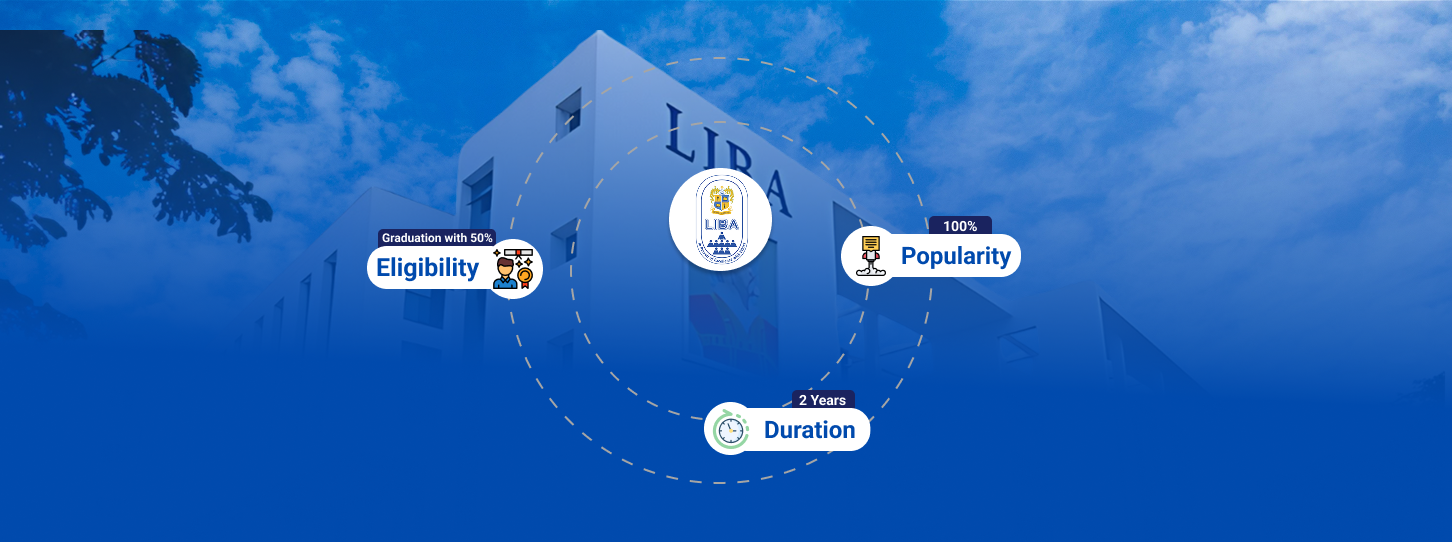 LIBA
LIBA
Graduation with 50%
Eligibility
100%
Popularity
2 Years
Duration